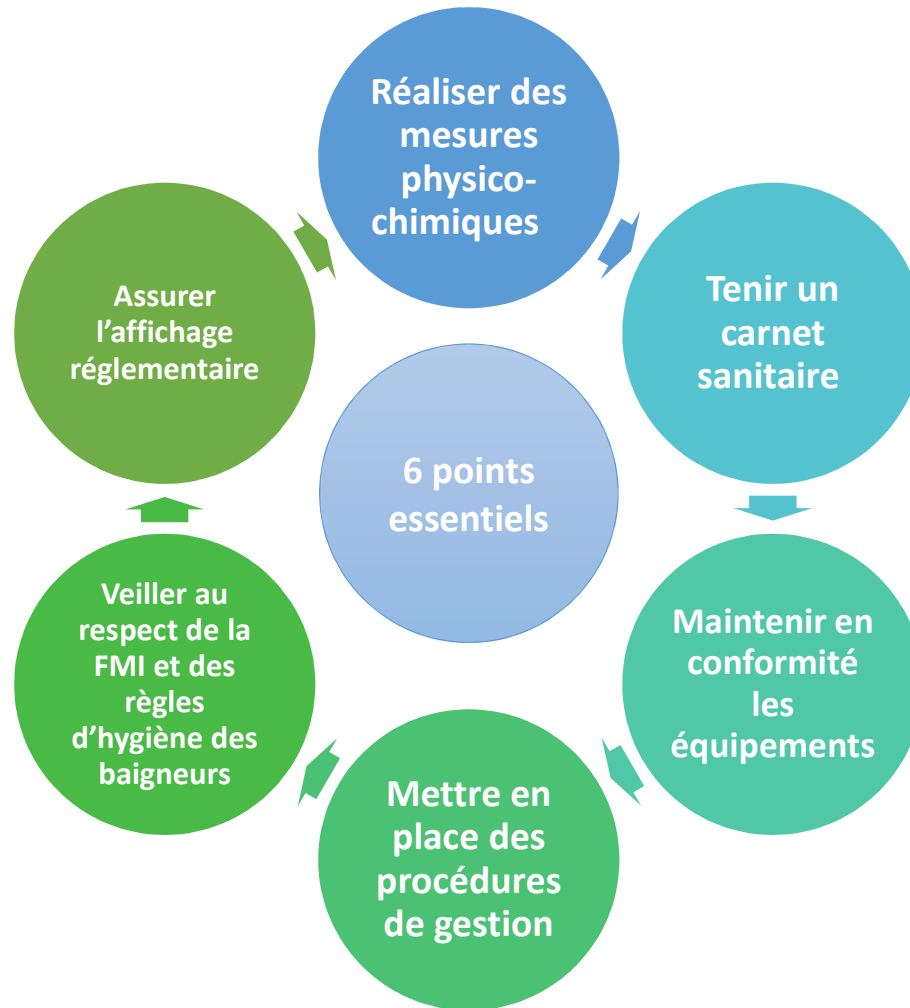 Réaliser des
mesures
physico-
chimiques
Tenir un
carnet
sanitaire
Maintenir en
conformité
les
équipements
Mettre en
place des
procédures
de gestion
Veiller au
respect de la
FMI et des
règles
d’hygiène des
baigneurs
Assurer
l’affichage
réglementaire
6 points
essentiels